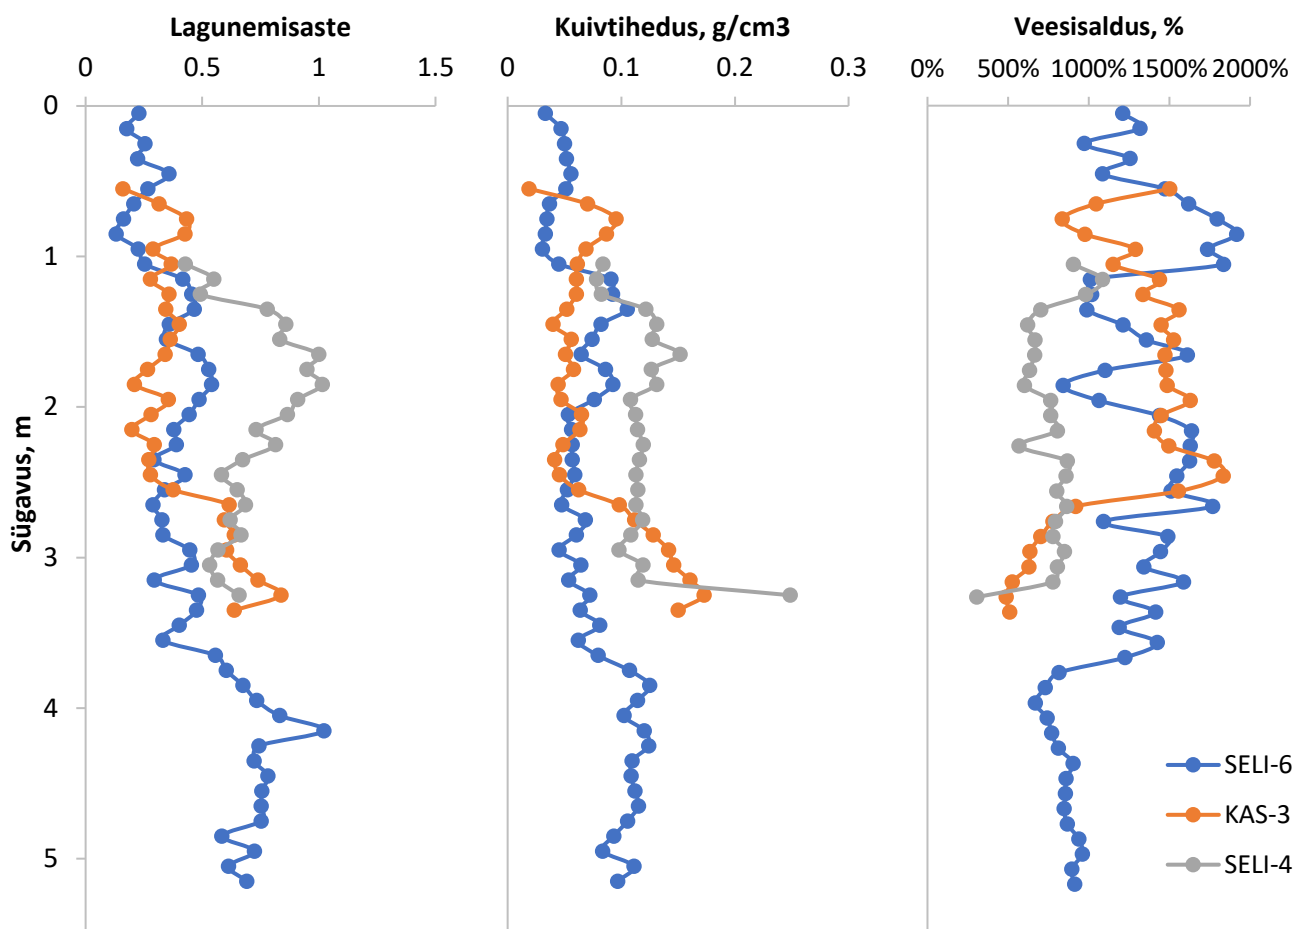 Lagunemisaste
Kuivtihedus, g/cm3
Veesisaldus, %
0 0.5 1 1.5
0 0.1 0.2 0.3
0% 500% 1000% 1500% 2000%
0
1
2
3
4
5
Sügavus, m
SELI-6
KAS-3
SELI-4